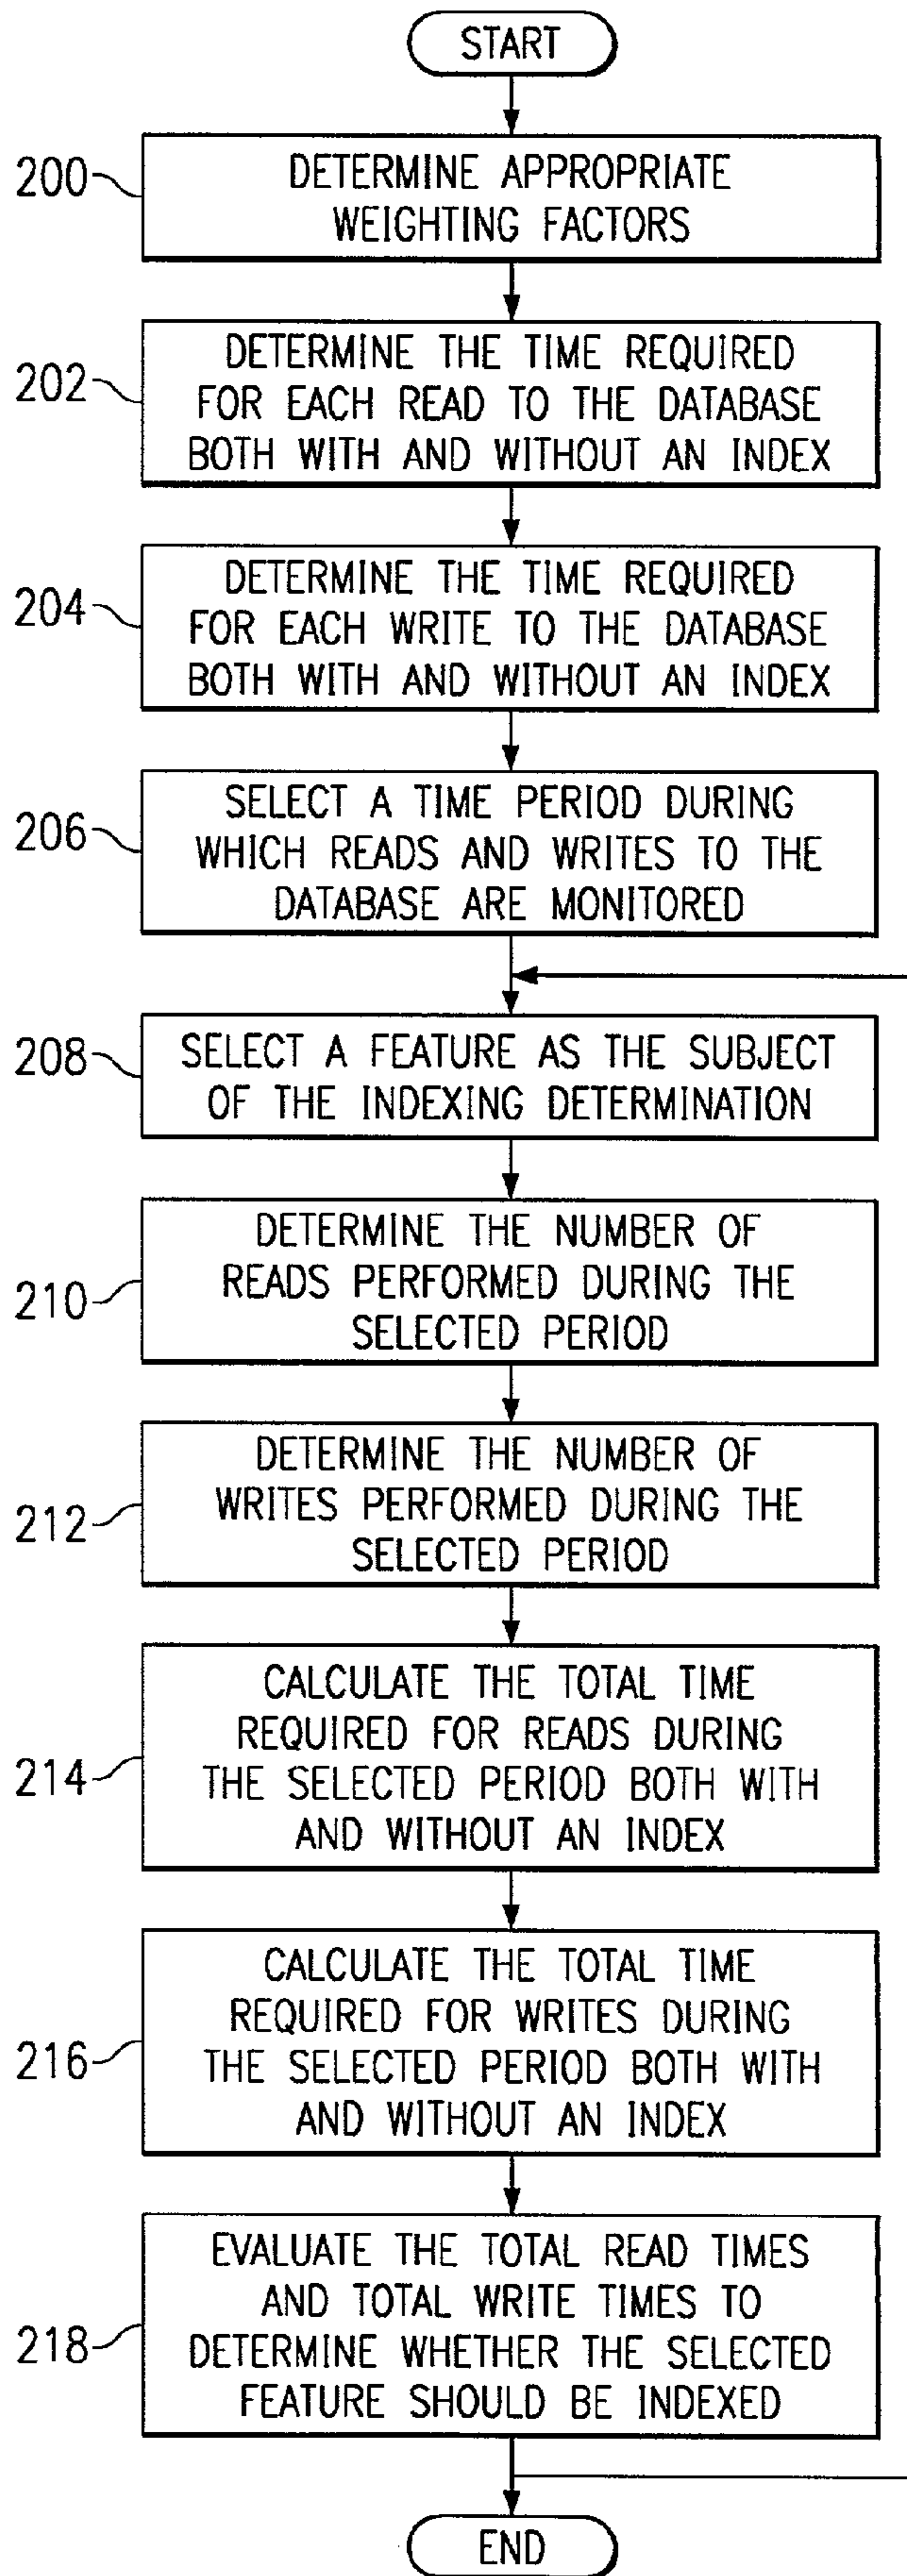 START
200
DETERMINE APPROPRIATE
WEIGHTING FACTORS
202
DETERMINE THE TIME REQUIRED
FOR EACH READ TO THE DATABASE
BOTH WITH AND WITHOUT AN INDEX
204
DETERMINE THE TIME REQUIRED
FOR EACH WRITE TO THE DATABASE
BOTH WITH AND WITHOUT AN INDEX
206
SELECT A TIME PERIOD DURING
WHICH READS AND WRITES TO THE
DATABASE ARE MONITORED
208
SELECT A FEATURE AS THE SUBJECT
OF THE INDEXING DETERMINATION
210
DETERMINE THE NUMBER OF
READS PERFORMED DURING THE
SELECTED PERIOD
212
DETERMINE THE NUMBER OF
WRITES PERFORMED DURING THE
SELECTED PERIOD
214
CALCULATE THE TOTAL TIME
REQUIRED FOR READS DURING
THE SELECTED PERIOD BOTH WITH
AND WITHOUT AN INDEX
216
CALCULATE THE TOTAL TIME
REQUIRED FOR WRITES DURING
THE SELECTED PERIOD BOTH WITH
AND WITHOUT AN INDEX
218
EVALUATE THE TOTAL READ TIMES
AND TOTAL WRITE TIMES TO
DETERMINE WHETHER THE SELECTED
FEATURE SHOULD BE INDEXED
END